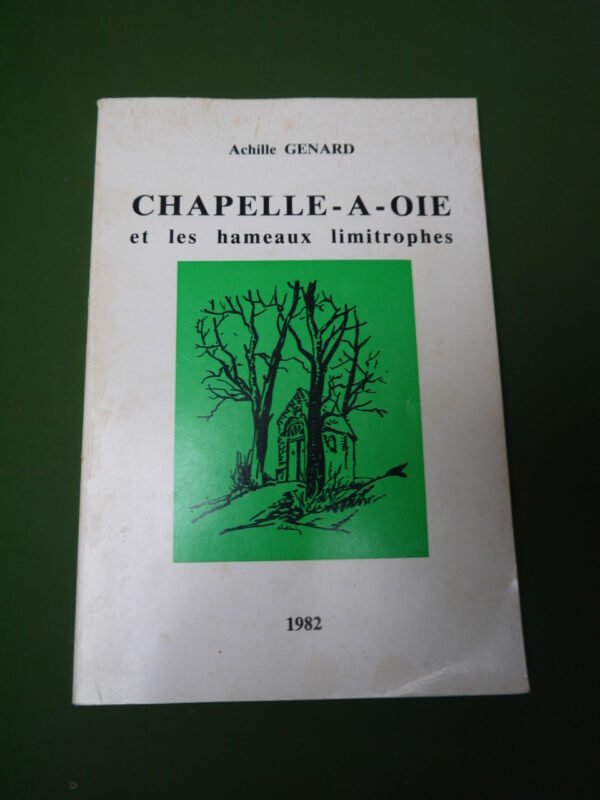 Achille GENARD
CHAPELLE-A-OIE
et les hameaux limitrophes
1982